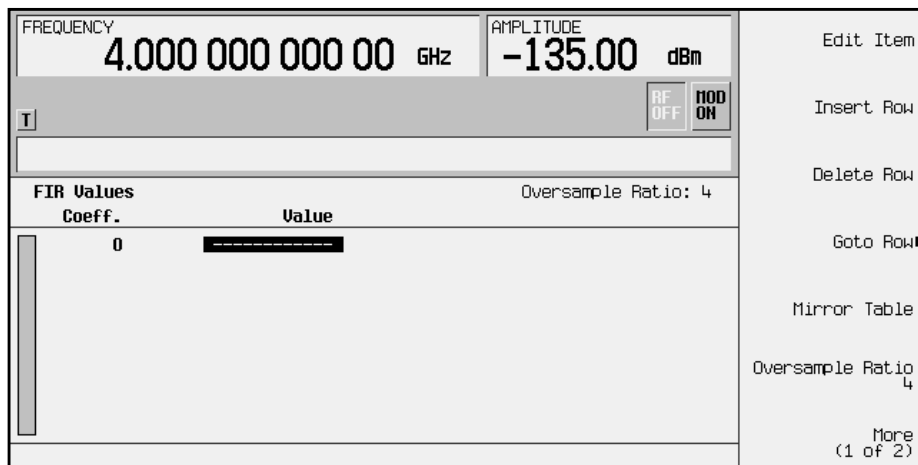 FREQUENCY
4.000 000 000 00 GHz
AMPLITUDE
-135.00 dBm
RF OFF
MOD ON
T
FIR Values
Oversample Ratio: 4
Coeff. Value
0 ------------
Edit Item
Insert Row
Delete Row
Goto Row
Mirror Table
Oversample Ratio
4
More
(1 of 2)